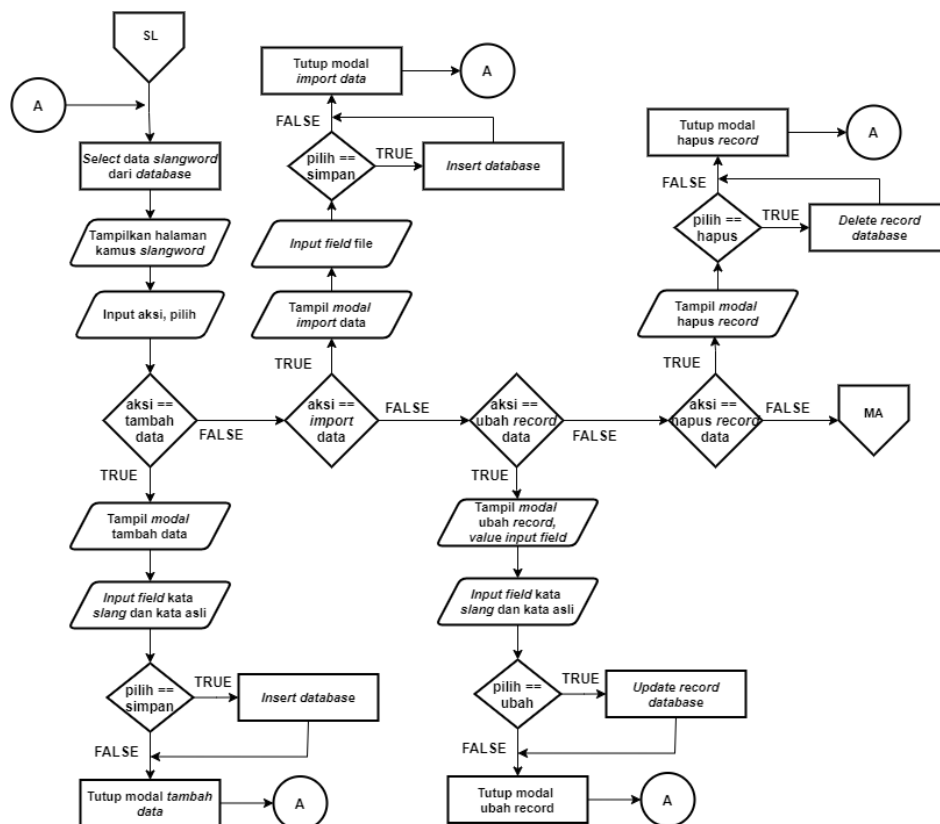 SL
A
Select data slangword
dari database
Tampilkan halaman
kamus slangword
Input aksi, pilih
aksi ==
tambah
data
FALSE
TRUE
Tampil modal
tambah data
Input field kata
slang dan kata asli
pilih ==
simpan
TRUE
Insert database
FALSE
Tutup modal tambah
data
A
aksi ==
import
data
FALSE
TRUE
Tampil modal
import data
Input field file
pilih ==
simpan
TRUE
Insert database
FALSE
Tutup modal
import data
A
aksi ==
ubah record
data
FALSE
TRUE
Tampil modal
ubah record,
value input field
Input field kata
slang dan kata asli
pilih ==
ubah
TRUE
Update record
database
FALSE
Tutup modal
ubah record
A
aksi ==
hapus record
data
FALSE
MA
TRUE
Tampil modal
hapus record
pilih ==
hapus
TRUE
Delete record
database
FALSE
Tutup modal
hapus record
A